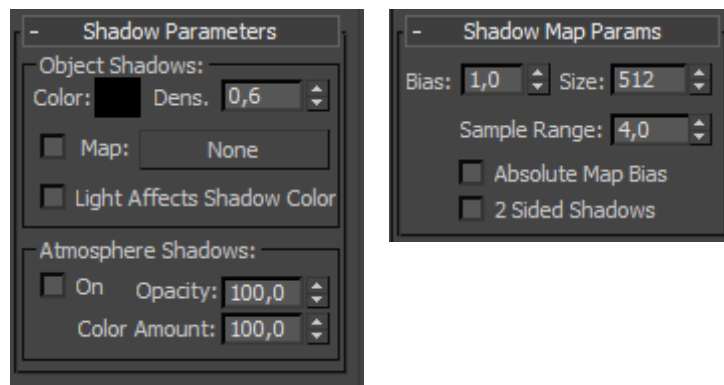 - Shadow Parameters
Object Shadows:
Color: Dens. 0,6
Map: None
Light Affects Shadow Color
Atmosphere Shadows:
On Opacity: 100,0
Color Amount: 100,0
- Shadow Map Params
Bias: 1,0 Size: 512
Sample Range: 4,0
Absolute Map Bias
2 Sided Shadows